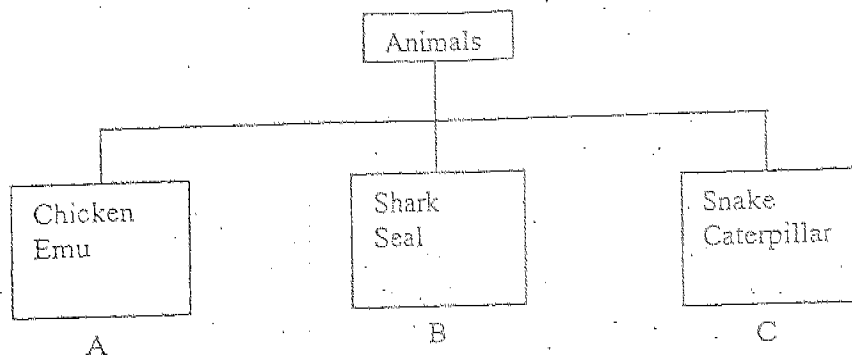 Animals
Chicken
Emu
Shark
Seal
Snake
Caterpillar
A
B
C